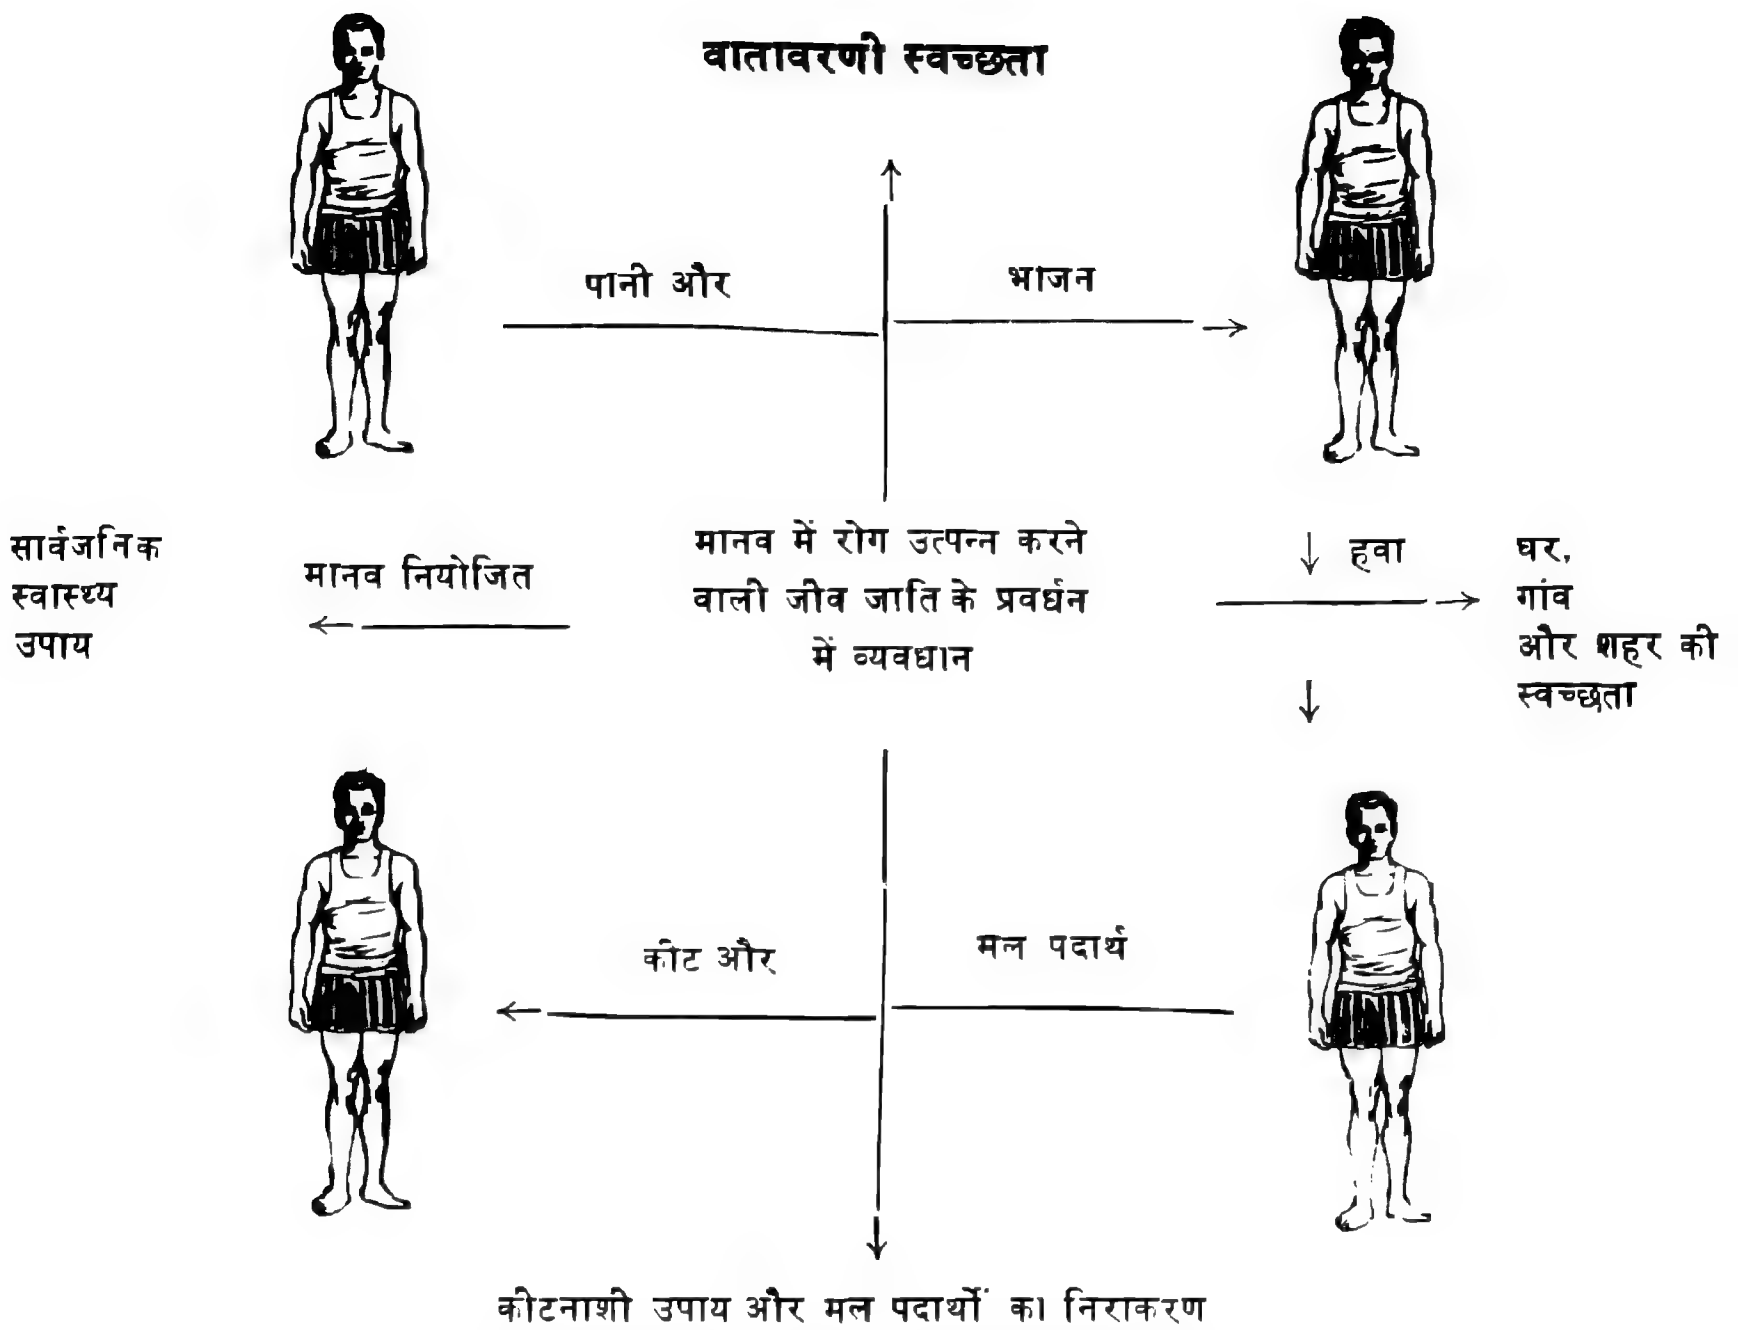 वातावरणी स्वच्छता
पानी और
भाजन
सार्वजनिक
स्वास्थ्य
उपाय
मानव नियोजित
मानव में रोग उत्पन्न करने
वाली जीव जाति के प्रवर्धन
में व्यवधान
हवा
घर,
गांव
और शहर की
स्वच्छता
कीट और
मल पदार्थ
कीटनाशी उपाय और मल पदार्थों का निराकरण